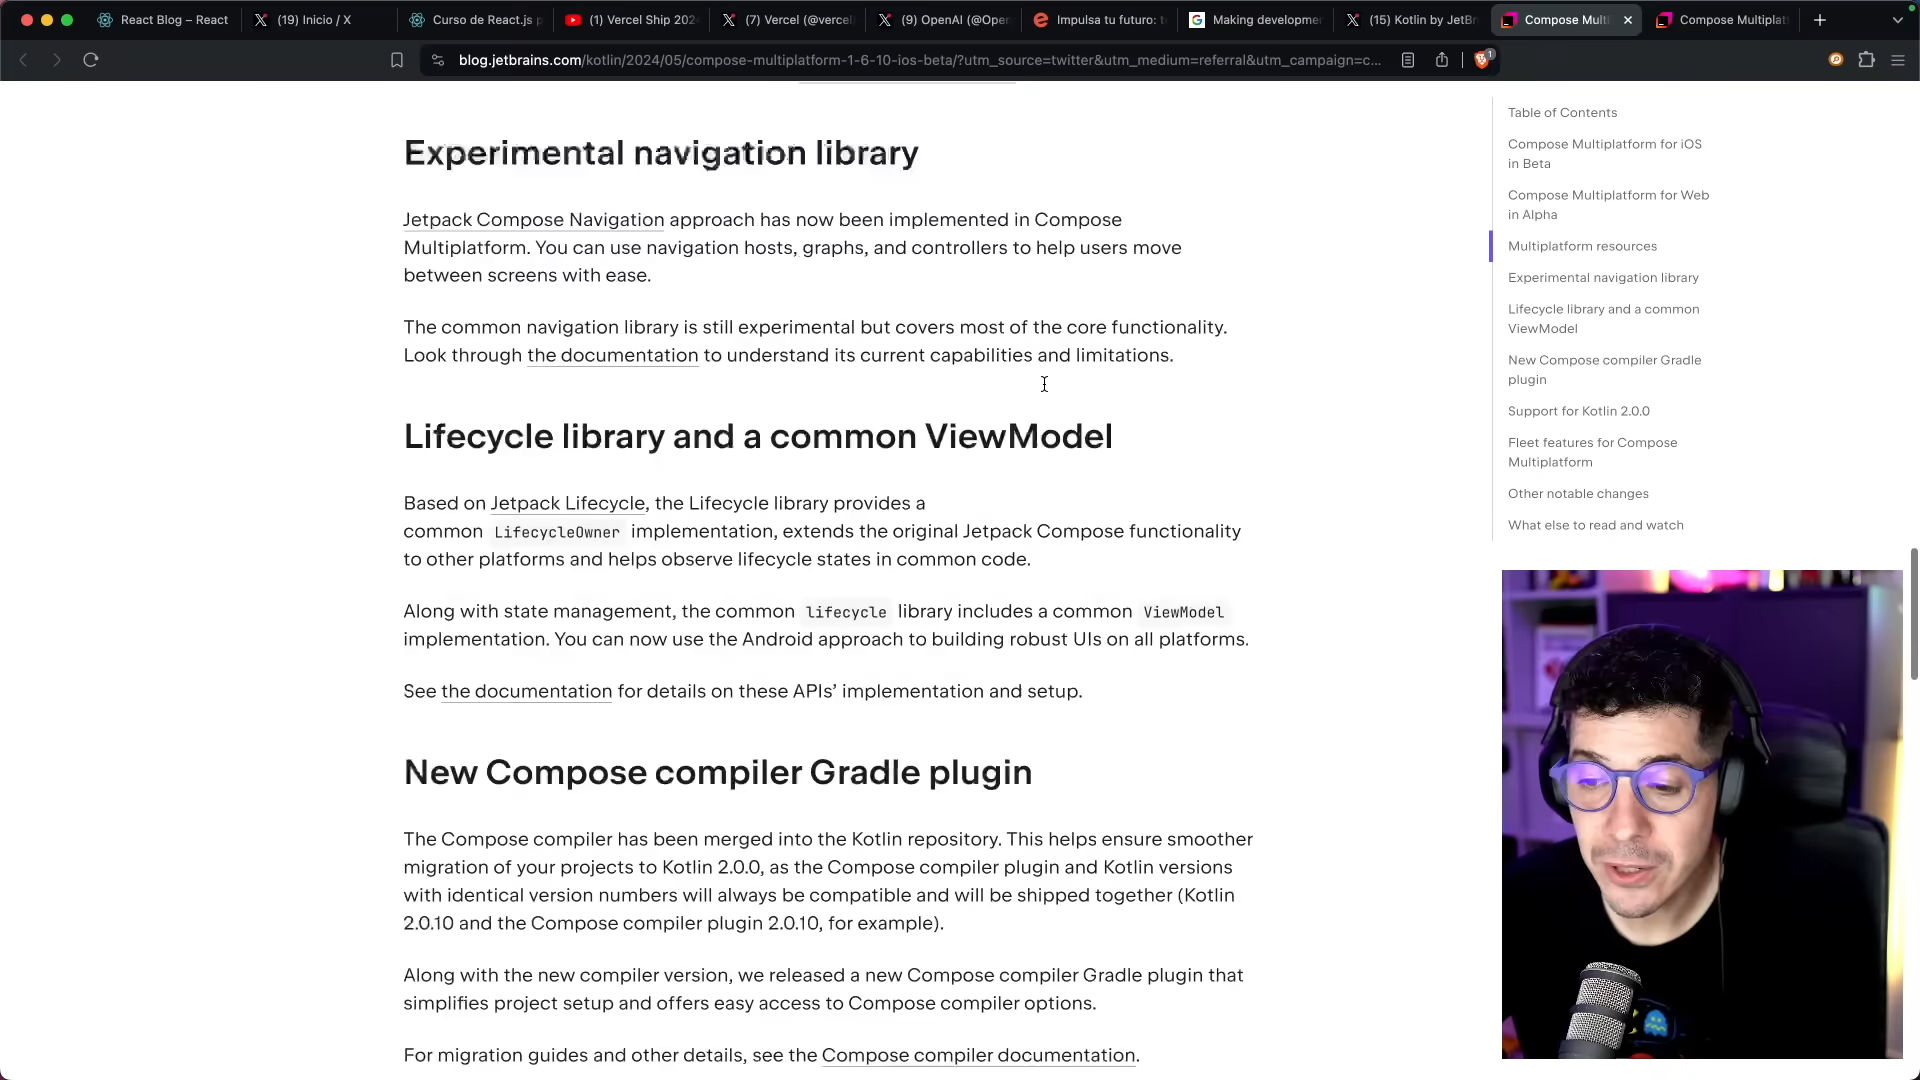 React Blog – React
(19) Inicio / X
Curso de React.js p
(1) Vercel Ship 202
(7) Vercel (@vercel
(9) OpenAI (@Open
Impulsa tu futuro: t
Making developmen
(15) Kotlin by JetBr
Compose Multi
Compose Multiplat
blog.jetbrains.com/kotlin/2024/05/compose-multiplatform-1-6-10-ios-beta/?utm_source=twitter&utm_medium=referral&utm_campaign=c...
1
Experimental navigation library
Jetpack Compose Navigation approach has now been implemented in Compose
Multiplatform. You can use navigation hosts, graphs, and controllers to help users move
between screens with ease.
The common navigation library is still experimental but covers most of the core functionality.
Look through the documentation to understand its current capabilities and limitations.
Lifecycle library and a common ViewModel
Based on Jetpack Lifecycle, the Lifecycle library provides a
common LifecycleOwner implementation, extends the original Jetpack Compose functionality
to other platforms and helps observe lifecycle states in common code.
Along with state management, the common lifecycle library includes a common ViewModel
implementation. You can now use the Android approach to building robust UIs on all platforms.
See the documentation for details on these APIs’ implementation and setup.
New Compose compiler Gradle plugin
The Compose compiler has been merged into the Kotlin repository. This helps ensure smoother
migration of your projects to Kotlin 2.0.0, as the Compose compiler plugin and Kotlin versions
with identical version numbers will always be compatible and will be shipped together (Kotlin
2.0.10 and the Compose compiler plugin 2.0.10, for example).
Along with the new compiler version, we released a new Compose compiler Gradle plugin that
simplifies project setup and offers easy access to Compose compiler options.
For migration guides and other details, see the Compose compiler documentation.
Table of Contents
Compose Multiplatform for iOS
in Beta
Compose Multiplatform for Web
in Alpha
Multiplatform resources
Experimental navigation library
Lifecycle library and a common
ViewModel
New Compose compiler Gradle
plugin
Support for Kotlin 2.0.0
Fleet features for Compose
Multiplatform
Other notable changes
What else to read and watch